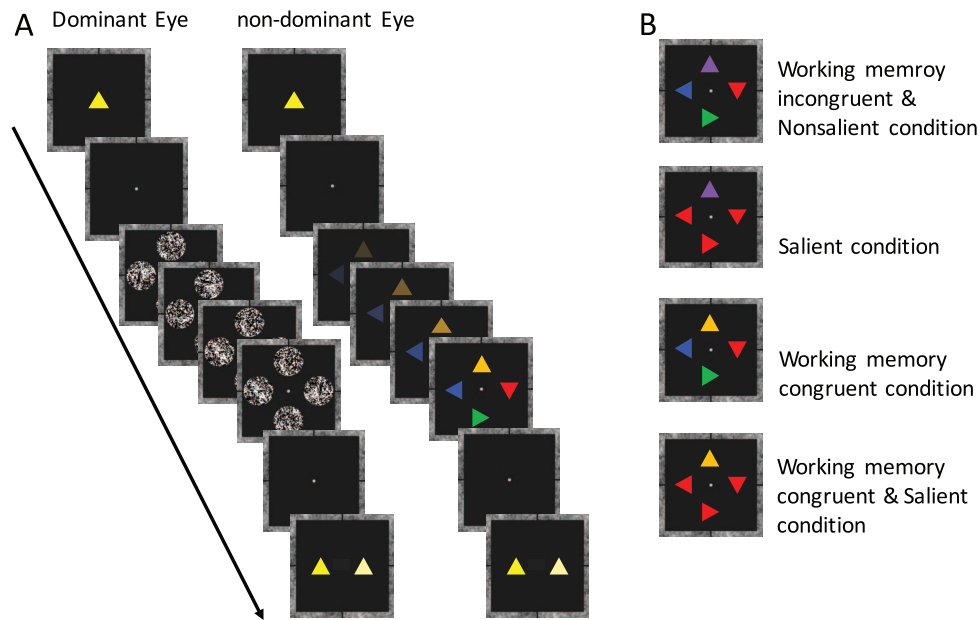 A
Dominant Eye
non-dominant Eye
B
Working memroy
incongruent &
Nonsalient condition
Salient condition
Working memory
congruent condition
Working memory
congruent & Salient
condition